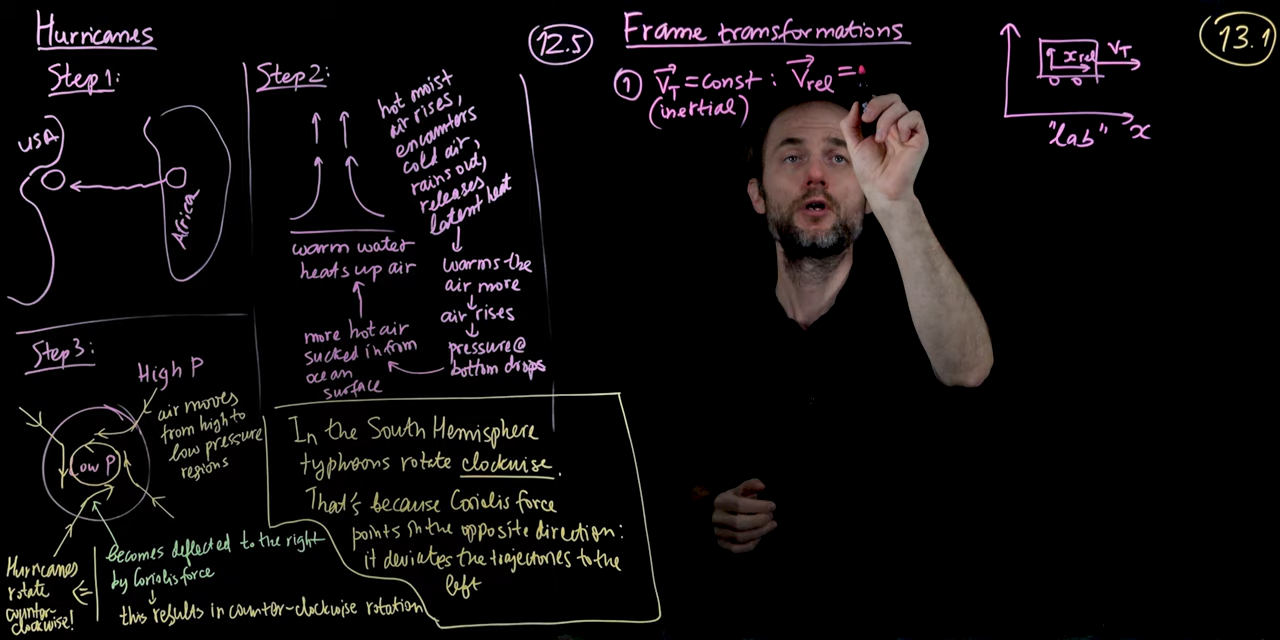 Hurricanes
12.5
Step 1:
USA
Africa
Step 2:
hot moist
air rises,
encounters
cold air,
rains out,
releases
latent heat
warms the
air more
air rises
pressure@
bottom drops
warm water
heats up air
more hot air
sucked in from
ocean
surface
Step 3:
High P
air moves
from high to
low pressure
regions
Low P
becomes deflected to the right
by Coriolis force
this results in counter-clockwise rotation
⇐
Hurricanes
rotate
counter-
clockwise!
In the South Hemisphere
typhoons rotate clockwise.
That's because Coriolis force
points in the opposite direction:
it deviates the trajectories to the
left
Frame transformations
13.1
① V⃗_T = const : V⃗_rel =
(inertial)
x_rel
V_T
"lab" x